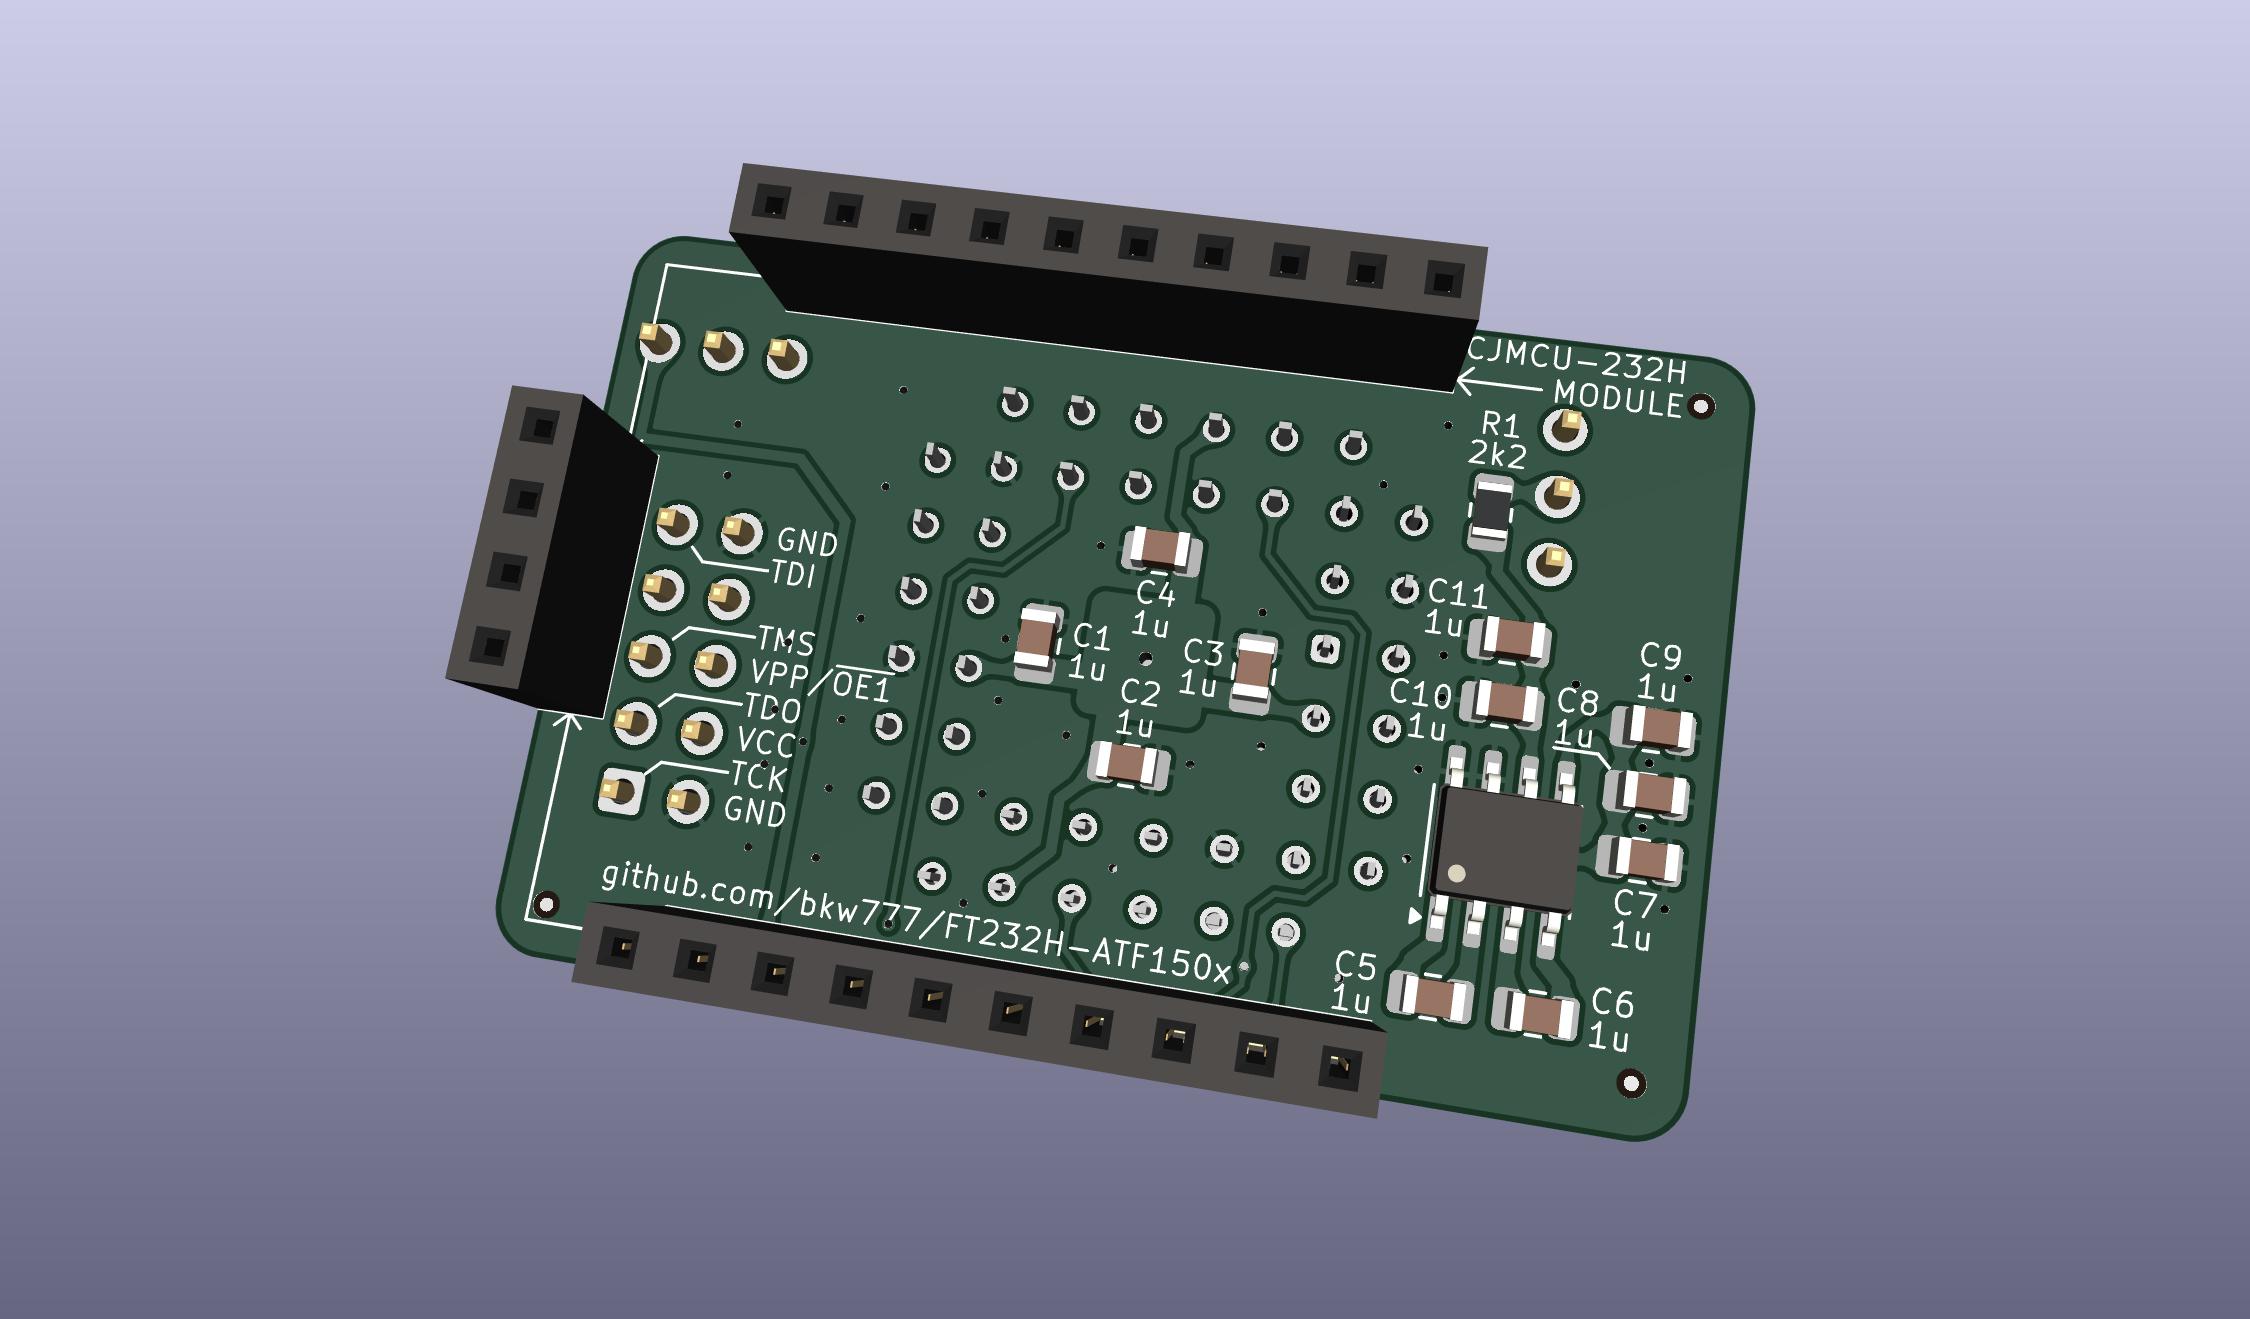 CJMCU-232H
MODULE
R1
2k2
GND
TDI
TMS
VPP/OE1
TDO
VCC
TCK
GND
C4
1u
C1
1u
C3
1u
C2
1u
C11
1u
C10
1u
C8
1u
C9
1u
C7
1u
C5
1u
C6
1u
github.com/bkw777/FT232H-ATF150x